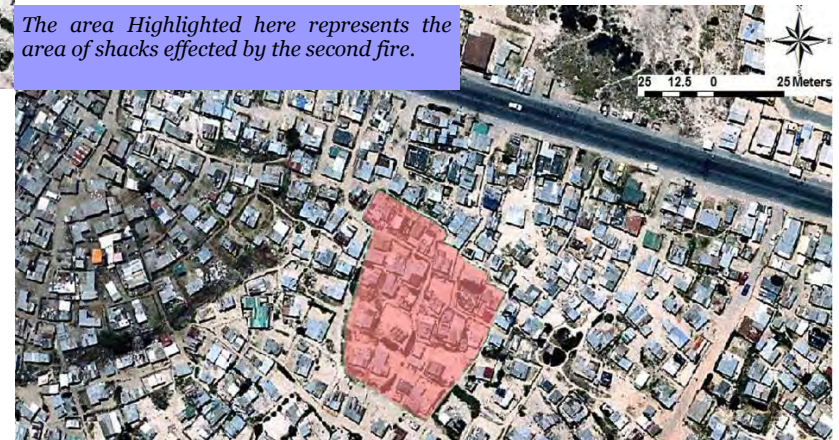 The area Highlighted here represents the
area of shacks effected by the second fire.
N
W E
S
25 12.5 0 25 Meters